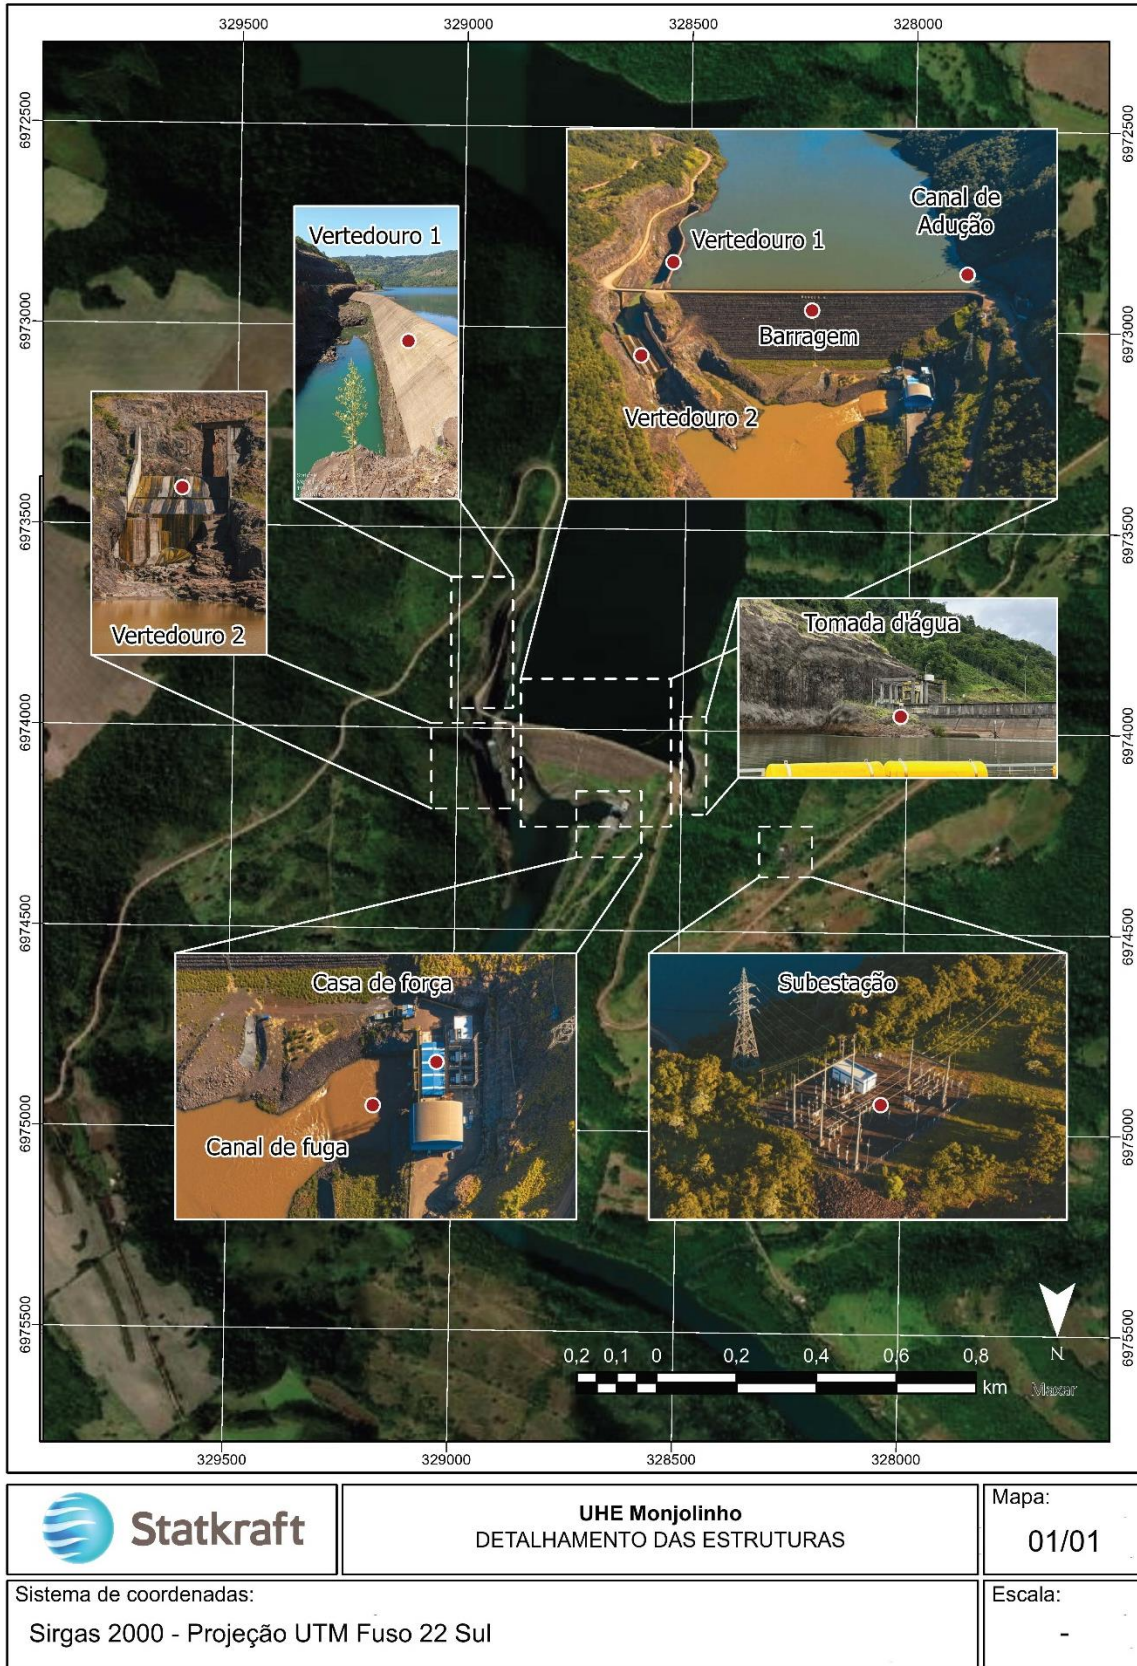 329500
329000
328500
328000
6972500
6972500
Vertedouro 1
Canal de
Adução
Vertedouro 1
Barragem
Vertedouro 2
6973000
6973000
Vertedouro 2
6973500
6973500
Tomada d'água
6974000
6974000
6974500
6974500
Casa de força
Canal de fuga
Subestação
6975000
6975000
6975500
6975500
0,2 0,1 0 0,2 0,4 0,6 0,8
km
N
Maxar
329500
329000
328500
328000
Statkraft
UHE Monjolinho
DETALHAMENTO DAS ESTRUTURAS
Mapa:
01/01
Sistema de coordenadas:
Sirgas 2000 - Projeção UTM Fuso 22 Sul
Escala:
-